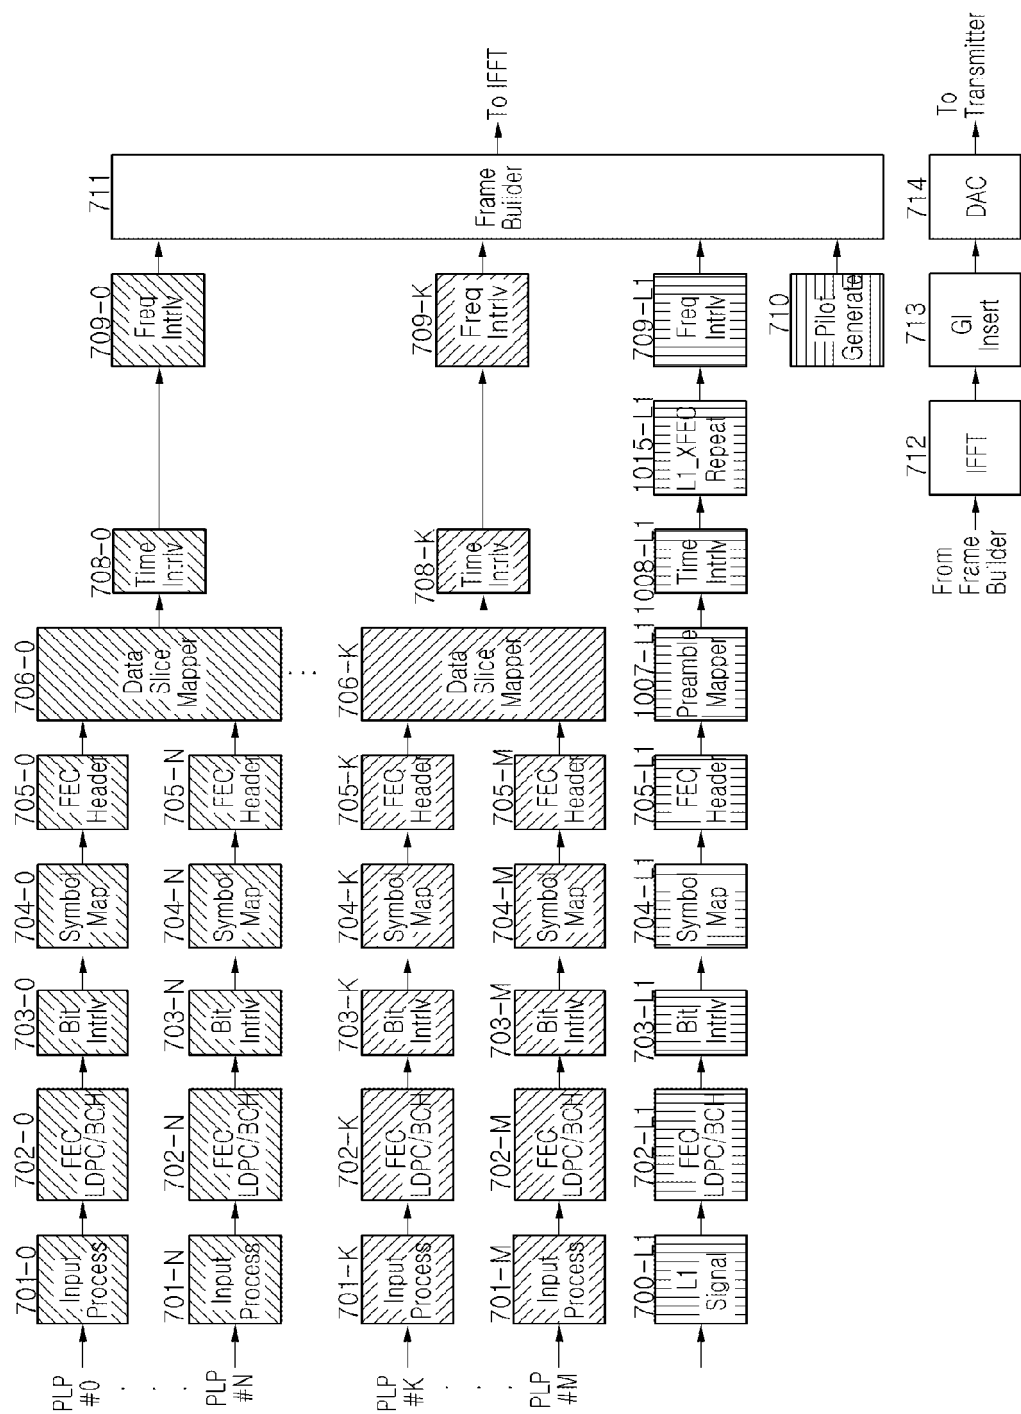 PLP
#0
701-0
Input
Process
702-0
FEC
LDPC/BCH
703-0
Bit
Intrlv
704-0
Symbol
Map
705-0
FEC
Header
706-0
Data
Slice
Mapper
708-0
Time
Intrlv
709-0
Freq
Intrlv
711
Frame
Builder
To IFFT
PLP
#N
701-N
Input
Process
702-N
FEC
LDPC/BCH
703-N
Bit
Intrlv
704-N
Symbol
Map
705-N
FEC
Header
PLP
#K
701-K
Input
Process
702-K
FEC
LDPC/BCH
703-K
Bit
Intrlv
704-K
Symbol
Map
705-K
FEC
Header
706-K
Data
Slice
Mapper
708-K
Time
Intrlv
709-K
Freq
Intrlv
PLP
#M
701-M
Input
Process
702-M
FEC
LDPC/BCH
703-M
Bit
Intrlv
704-M
Symbol
Map
705-M
FEC
Header
700-L1
L1
Signal
702-L1
FEC
LDPC/BCH
703-L1
Bit
Intrlv
704-L1
Symbol
Map
705-L1
FEC
Header
1007-L1
Preamble
Mapper
1008-L1
Time
Intrlv
1015-L1
L1_XFEC
Repeat
709-L1
Freq
Intrlv
710
Pilot
Generate
From
Frame
Builder
712
IFFT
713
GI
Insert
714
DAC
To
Transmitter